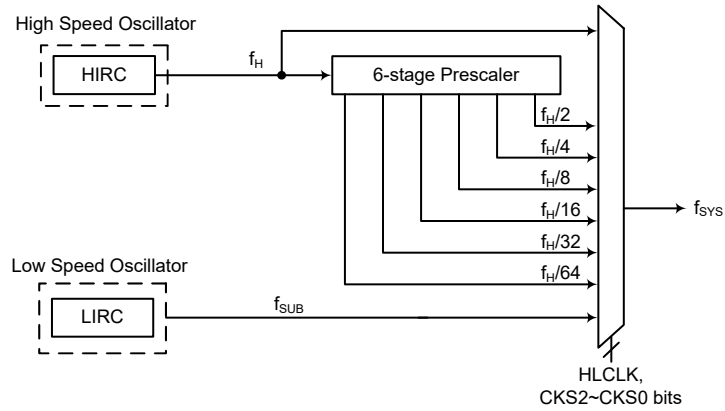 High Speed Oscillator
HIRC
fH
6-stage Prescaler
fH/2
fH/4
fH/8
fH/16
fH/32
fH/64
fSYS
Low Speed Oscillator
LIRC
fSUB
HLCLK,
CKS2~CKS0 bits